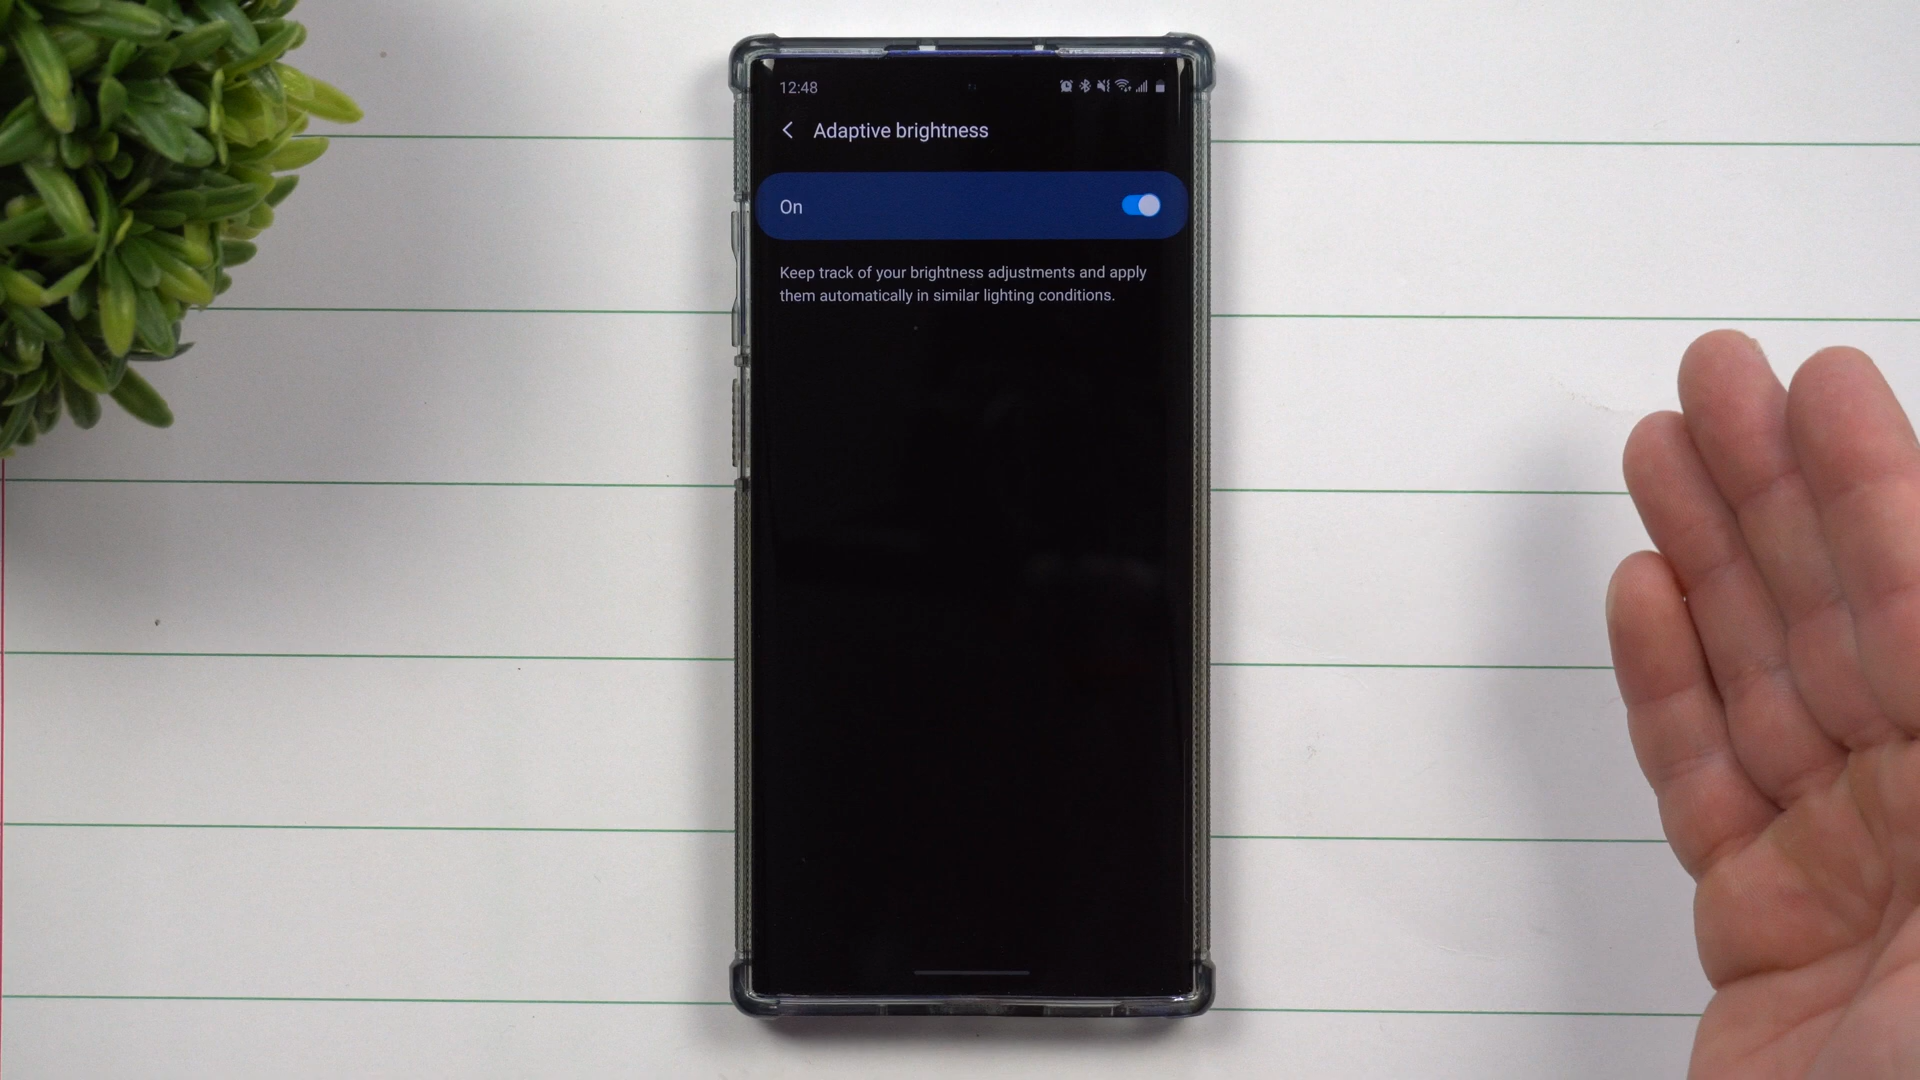 12:48
Adaptive brightness
On
Keep track of your brightness adjustments and apply
them automatically in similar lighting conditions.